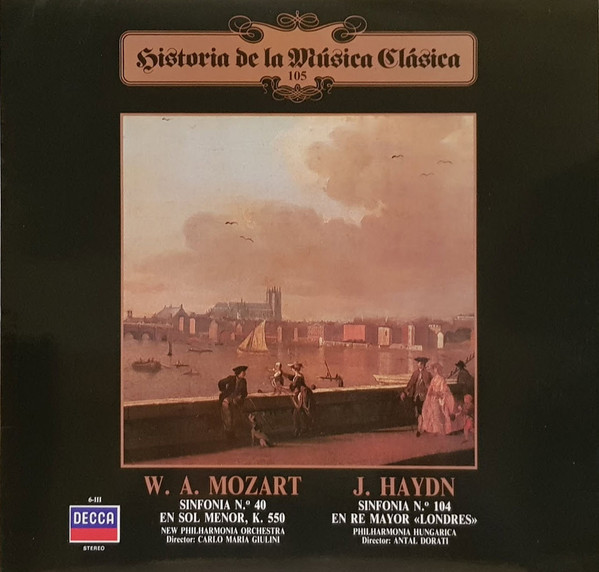 Historia de la Música Clásica
105
W. A. MOZART
SINFONIA N.º 40
EN SOL MENOR, K. 550
NEW PHILHARMONIA ORCHESTRA
Director: CARLO MARIA GIULINI
J. HAYDN
SINFONIA N.º 104
EN RE MAYOR «LONDRES»
PHILHARMONIA HUNGARICA
Director: ANTAL DORATI
6-III
DECCA
STEREO